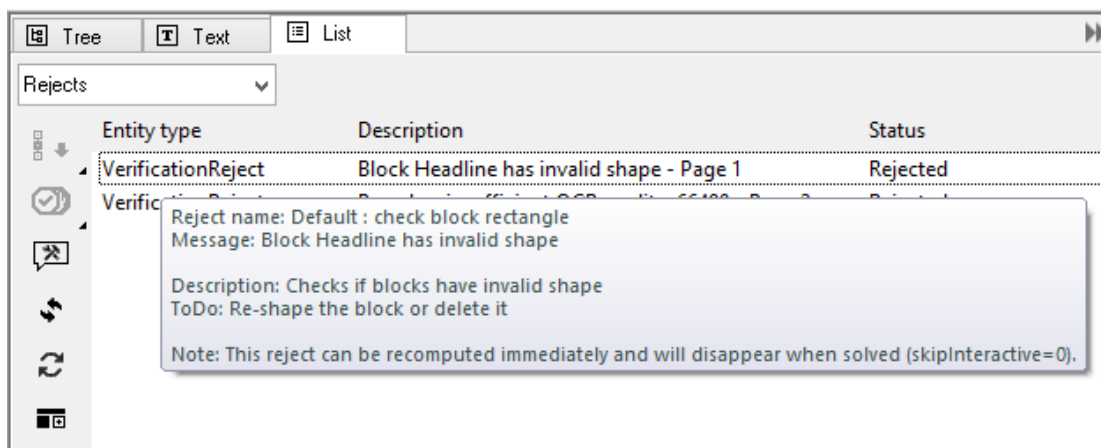 Tree Text List
Rejects
Entity type Description Status
VerificationReject Block Headline has invalid shape - Page 1 Rejected
Reject name: Default : check block rectangle
Message: Block Headline has invalid shape
Description: Checks if blocks have invalid shape
ToDo: Re-shape the block or delete it
Note: This reject can be recomputed immediately and will disappear when solved (skipInteractive=0).